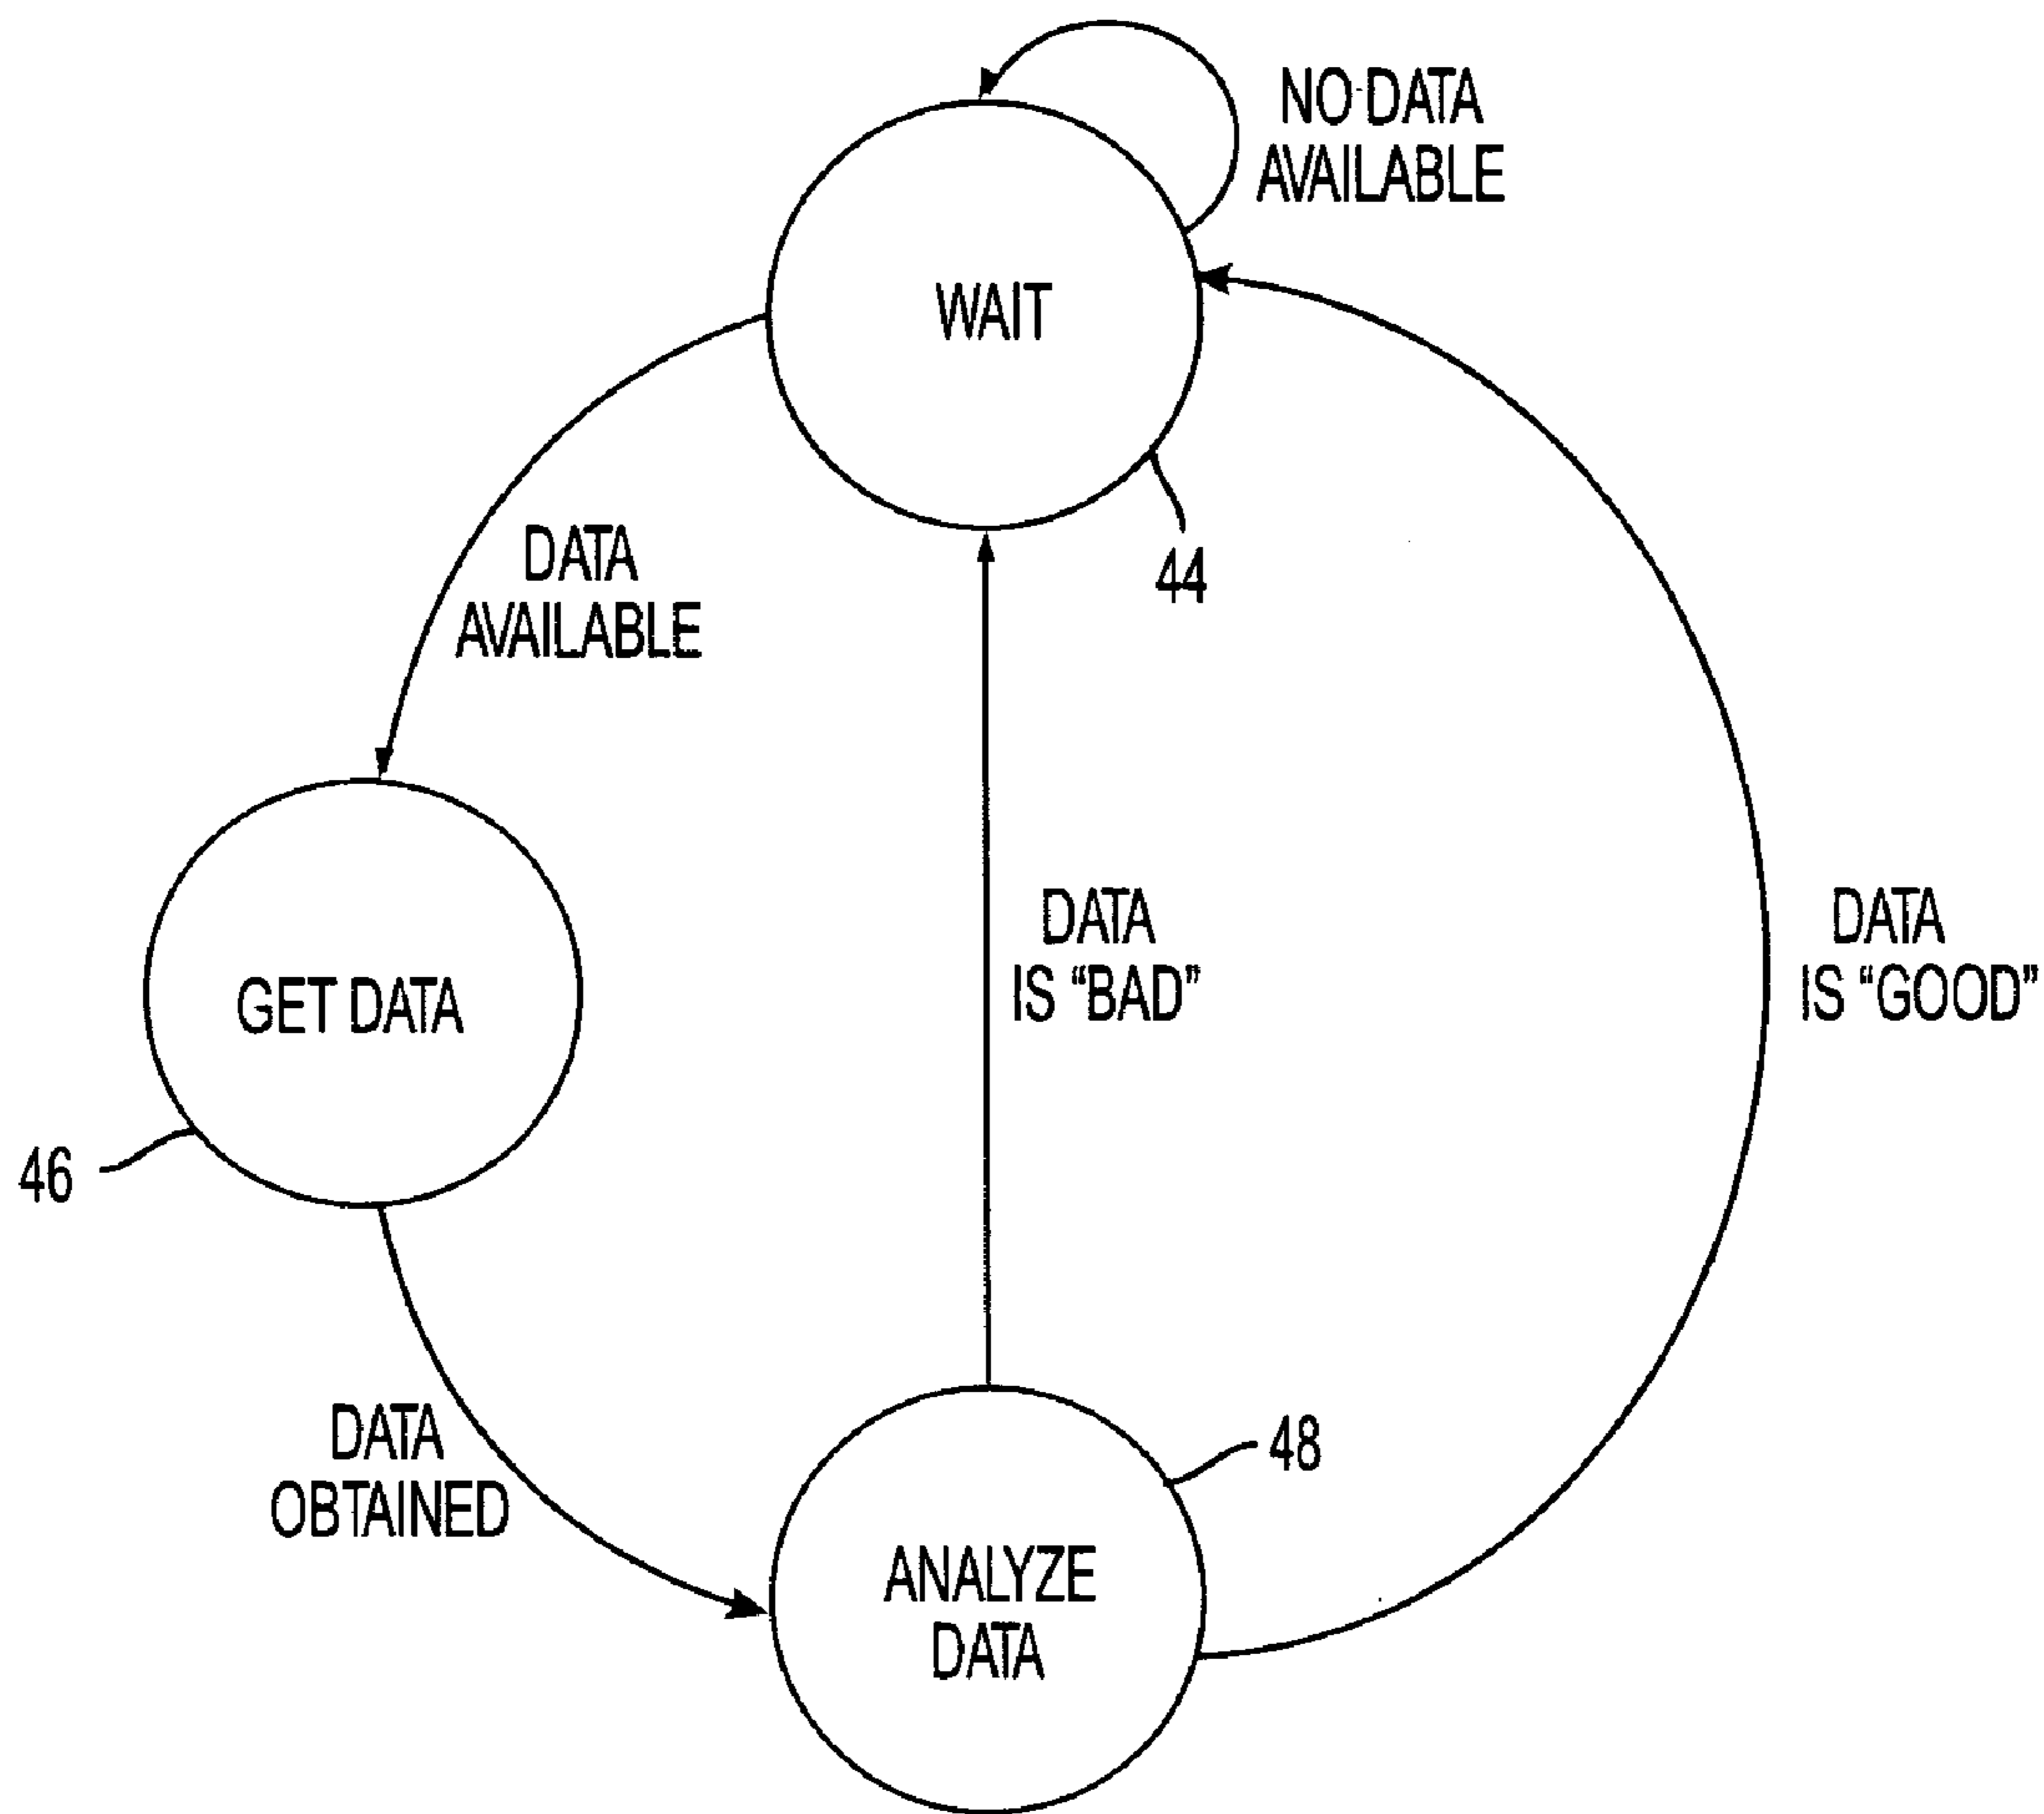 NO DATA
AVAILABLE
WAIT
44
DATA
AVAILABLE
GET DATA
46
DATA
IS “BAD”
DATA
IS “GOOD”
DATA
OBTAINED
48
ANALYZE
DATA